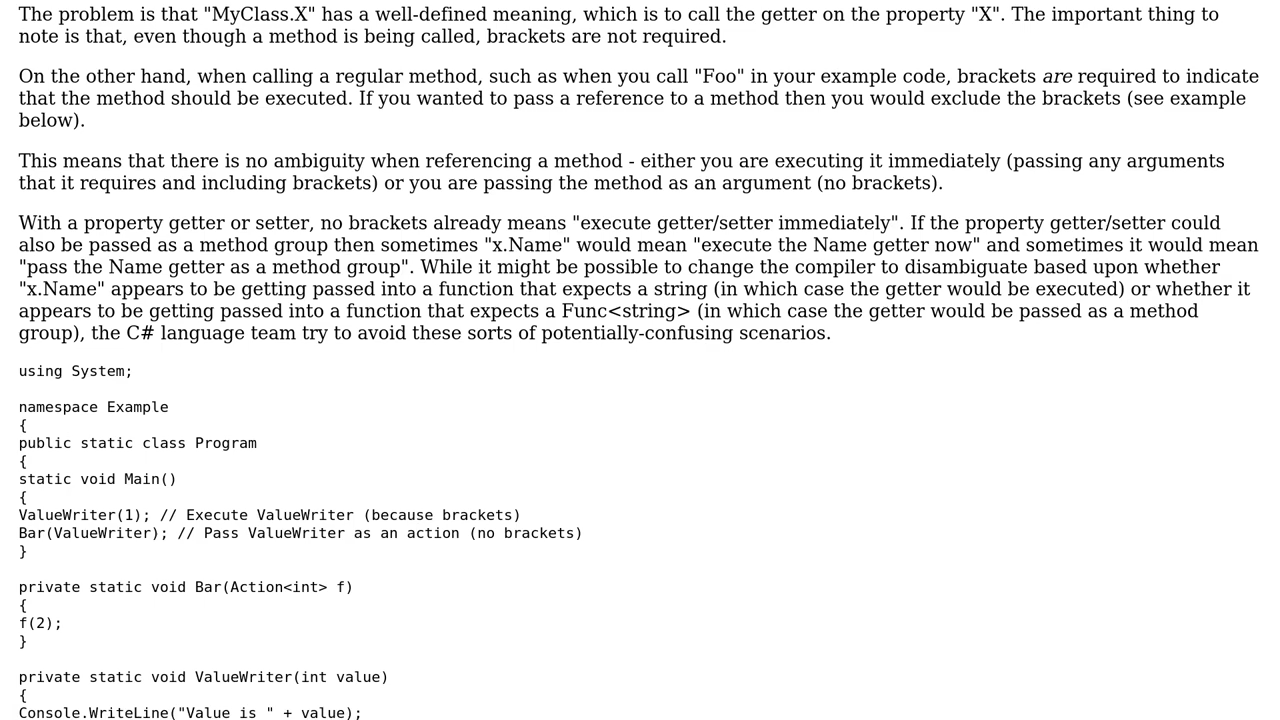 The problem is that "MyClass.X" has a well-defined meaning, which is to call the getter on the property "X". The important thing to
note is that, even though a method is being called, brackets are not required.
On the other hand, when calling a regular method, such as when you call "Foo" in your example code, brackets are required to indicate
that the method should be executed. If you wanted to pass a reference to a method then you would exclude the brackets (see example
below).
This means that there is no ambiguity when referencing a method - either you are executing it immediately (passing any arguments
that it requires and including brackets) or you are passing the method as an argument (no brackets).
With a property getter or setter, no brackets already means "execute getter/setter immediately". If the property getter/setter could
also be passed as a method group then sometimes "x.Name" would mean "execute the Name getter now" and sometimes it would mean
"pass the Name getter as a method group". While it might be possible to change the compiler to disambiguate based upon whether
"x.Name" appears to be getting passed into a function that expects a string (in which case the getter would be executed) or whether it
appears to be getting passed into a function that expects a Func<string> (in which case the getter would be passed as a method
group), the C# language team try to avoid these sorts of potentially-confusing scenarios.
using System;
namespace Example
{
public static class Program
{
static void Main()
{
ValueWriter(1); // Execute ValueWriter (because brackets)
Bar(ValueWriter); // Pass ValueWriter as an action (no brackets)
}
private static void Bar(Action<int> f)
{
f(2);
}
private static void ValueWriter(int value)
{
Console.WriteLine("Value is " + value);